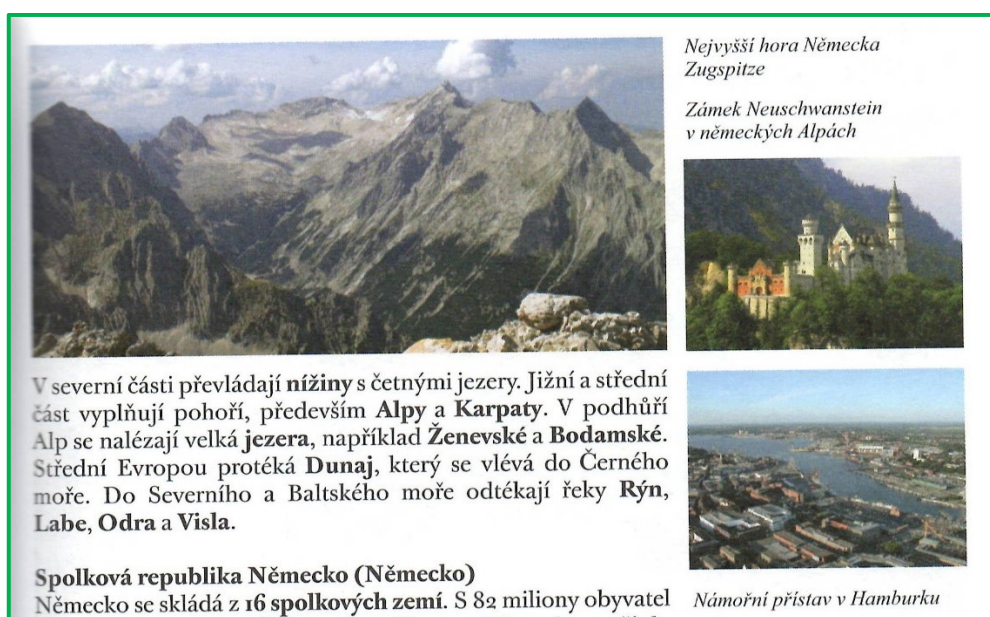 Nejvyšší hora Německa
Zugspitze
Zámek Neuschwanstein
v německých Alpách
V severní části převládají nížiny s četnými jezery. Jižní a střední
část vyplňují pohoří, především Alpy a Karpaty. V podhůří
Alp se nalézají velká jezera, například Ženevské a Bodamské.
Střední Evropou protéká Dunaj, který se vlévá do Černého
moře. Do Severního a Baltského moře odtékají řeky Rýn,
Labe, Odra a Visla.
Spolková republika Německo (Německo)
Německo se skládá z 16 spolkových zemí. S 82 miliony obyvatel
Námořní přístav v Hamburku